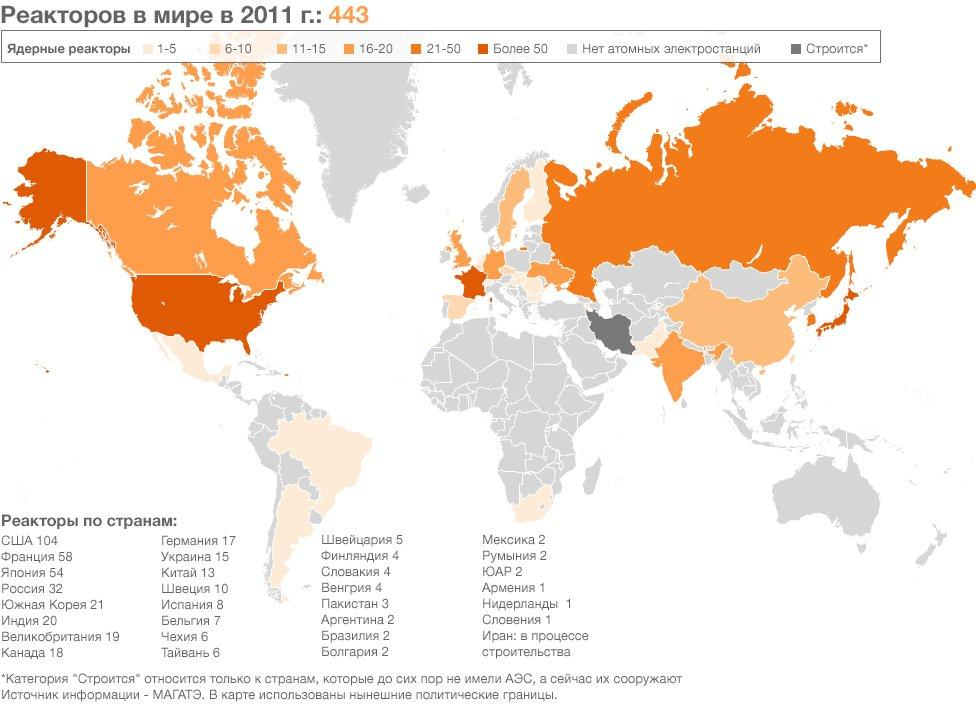 Реакторов в мире в 2011 г.: 443
Ядерные реакторы 1-5 6-10 11-15 16-20 21-50 Более 50 Нет атомных электростанций Строится*
Реакторы по странам:
США 104
Франция 58
Япония 54
Россия 32
Южная Корея 21
Индия 20
Великобритания 19
Канада 18
Германия 17
Украина 15
Китай 13
Швеция 10
Испания 8
Бельгия 7
Чехия 6
Тайвань 6
Швейцария 5
Финляндия 4
Словакия 4
Венгрия 4
Пакистан 3
Аргентина 2
Бразилия 2
Болгария 2
Мексика 2
Румыния 2
ЮАР 2
Армения 1
Нидерланды 1
Словения 1
Иран: в процессе
строительства
*Категория "Строится" относится только к странам, которые до сих пор не имели АЭС, а сейчас их сооружают
Источник информации - МАГАТЭ. В карте использованы нынешние политические границы.